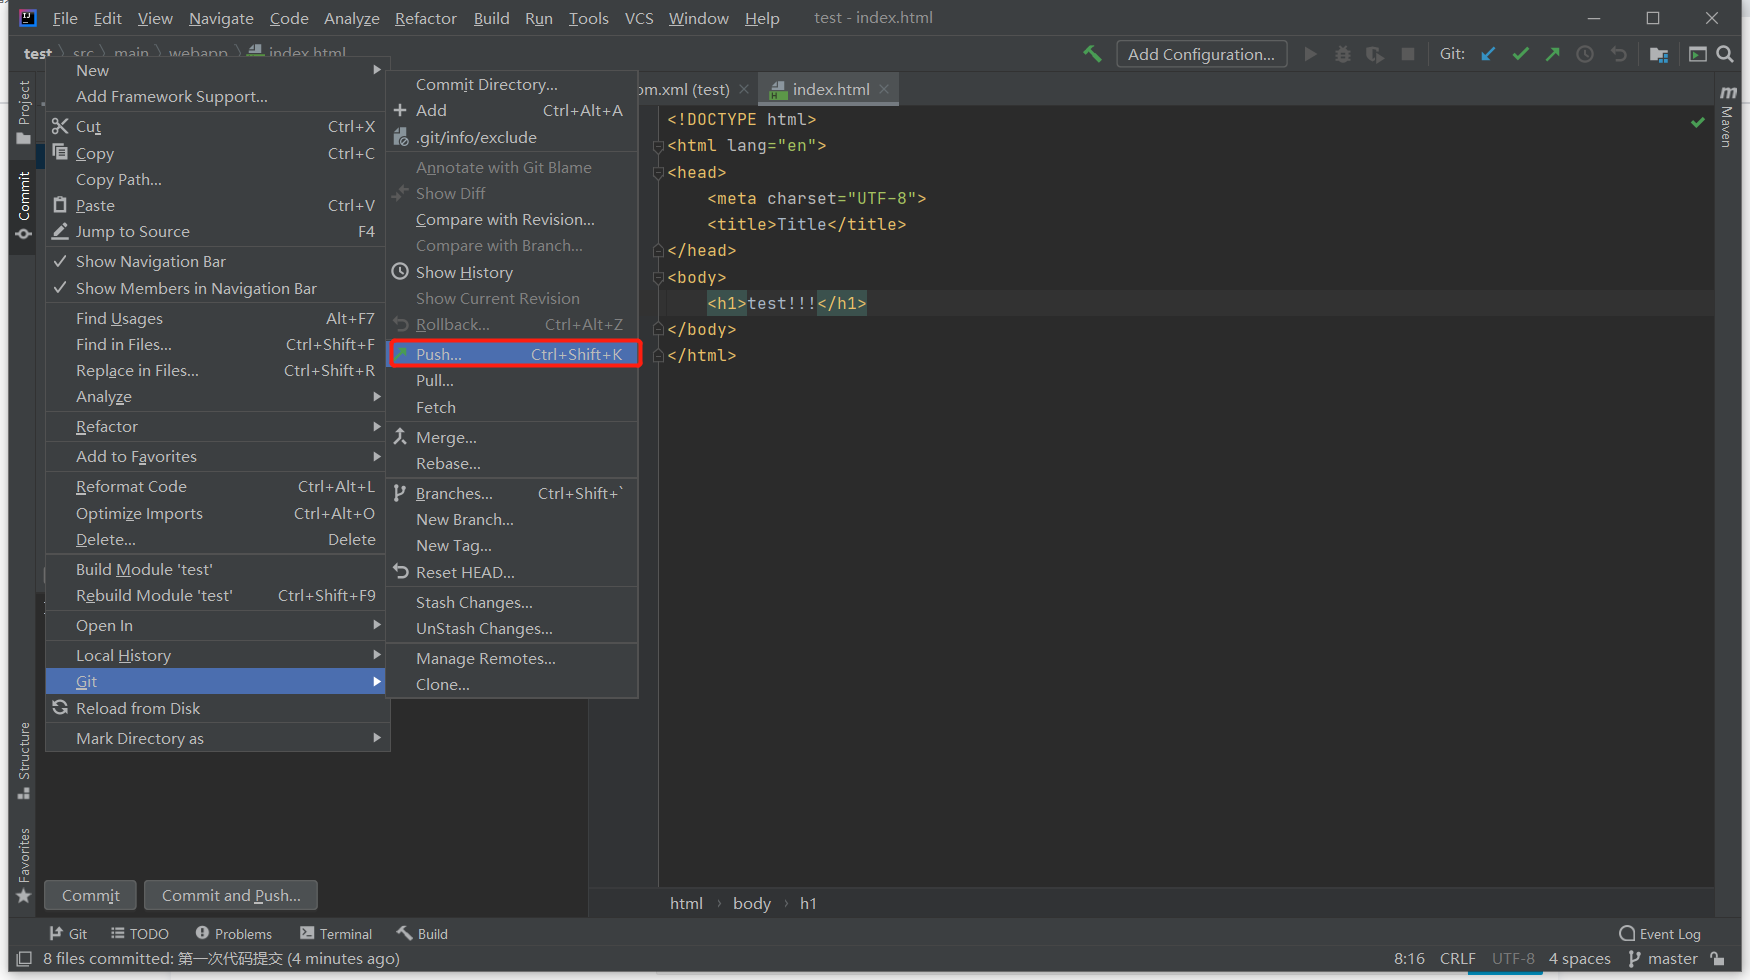 File Edit View Navigate Code Analyze Refactor Build Run Tools VCS Window Help test - index.html
test src main webapp index.html
Add Configuration... Git:
New
Add Framework Support...
Cut Ctrl+X
Copy Ctrl+C
Copy Path...
Paste Ctrl+V
Jump to Source F4
Show Navigation Bar
Show Members in Navigation Bar
Find Usages Alt+F7
Find in Files... Ctrl+Shift+F
Replace in Files... Ctrl+Shift+R
Analyze
Refactor
Add to Favorites
Reformat Code Ctrl+Alt+L
Optimize Imports Ctrl+Alt+O
Delete... Delete
Build Module 'test'
Rebuild Module 'test' Ctrl+Shift+F9
Open In
Local History
Git
Reload from Disk
Mark Directory as
Commit Directory...
Add Ctrl+Alt+A
.git/info/exclude
Annotate with Git Blame
Show Diff
Compare with Revision...
Compare with Branch...
Show History
Show Current Revision
Rollback... Ctrl+Alt+Z
Push... Ctrl+Shift+K
Pull...
Fetch
Merge...
Rebase...
Branches... Ctrl+Shift+`
New Branch...
New Tag...
Reset HEAD...
Stash Changes...
UnStash Changes...
Manage Remotes...
Clone...
om.xml (test) index.html
<!DOCTYPE html>
<html lang="en">
<head>
<meta charset="UTF-8">
<title>Title</title>
</head>
<body>
<h1>test!!!</h1>
</body>
</html>
Project
Commit
Structure
Favorites
m Maven
Commit Commit and Push...
html body h1
Git TODO Problems Terminal Build Event Log
8 files committed: 第一次代码提交 (4 minutes ago) 8:16 CRLF UTF-8 4 spaces master